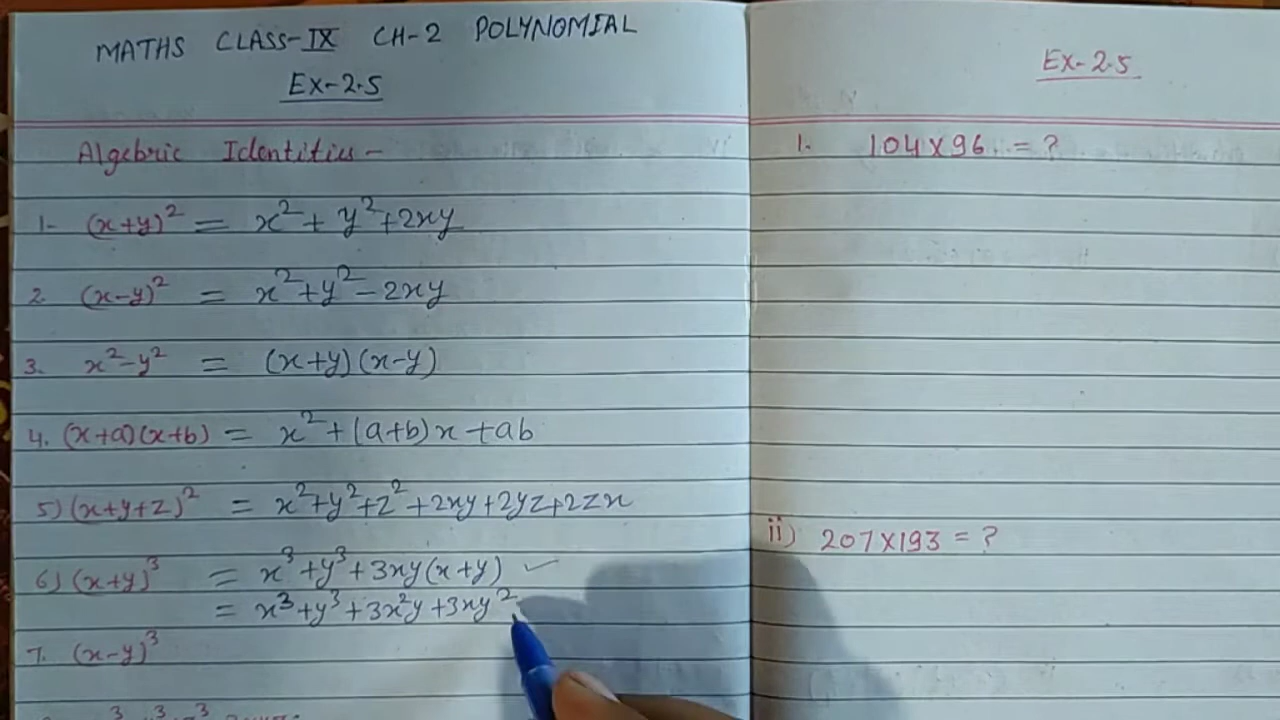 MATHS CLASS-IX CH-2 POLYNOMIAL
Ex-2.5
Algebric Identities -
1. (x+y)² = x² + y² + 2xy
2. (x-y)² = x² + y² - 2xy
3. x² - y² = (x+y)(x-y)
4. (x+a)(x+b) = x² + (a+b)x + ab
5) (x+y+z)² = x² + y² + z² + 2xy + 2yz + 2zx
6) (x+y)³ = x³ + y³ + 3xy(x+y) ✓
= x³ + y³ + 3x²y + 3xy²
7. (x-y)³
Ex-2.5
1. 104 X 96 = ?
ii) 207 X 193 = ?